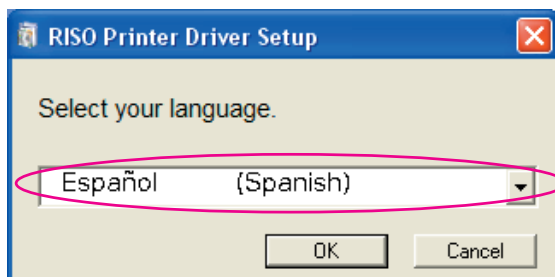 RISO Printer Driver Setup
Select your language.
Español (Spanish)
OK Cancel